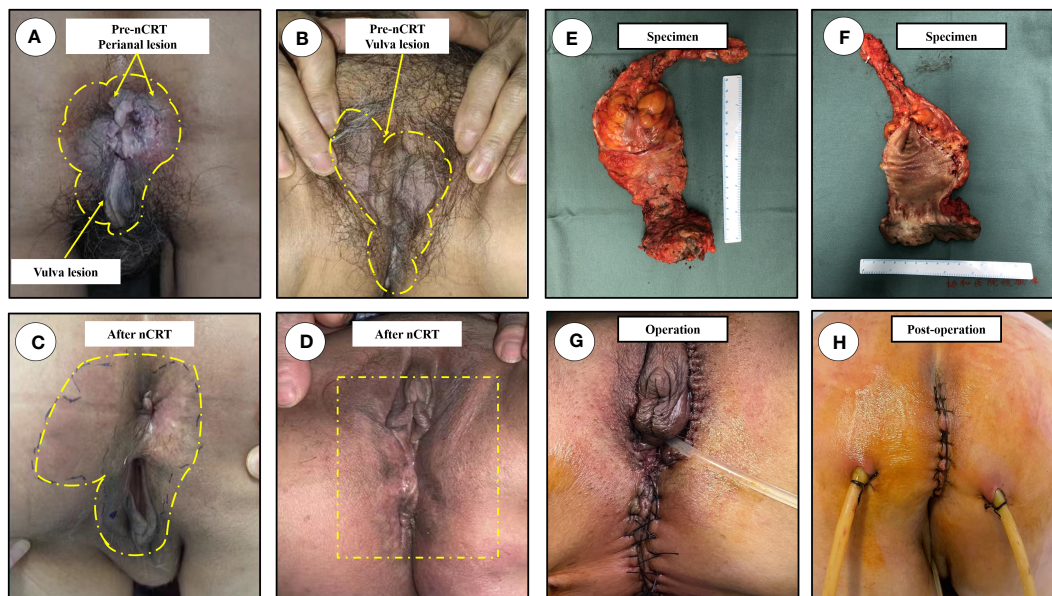 A
Pre-nCRT
Perianal lesion
Vulva lesion
B
Pre-nCRT
Vulva lesion
E
Specimen
F
Specimen
C
After nCRT
D
After nCRT
G
Operation
H
Post-operation